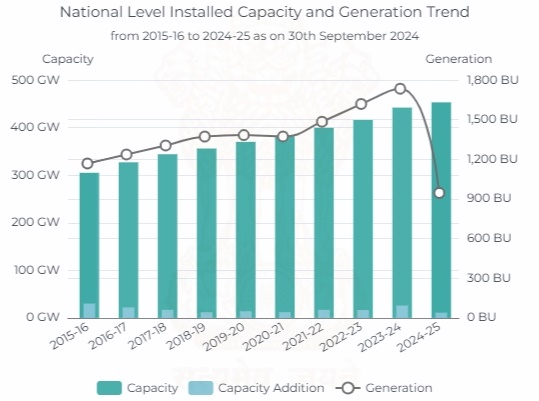 National Level Installed Capacity and Generation Trend
from 2015-16 to 2024-25 as on 30th September 2024
Capacity Generation
500 GW 1,800 BU
400 GW 1,500 BU
300 GW 1,200 BU
200 GW 900 BU
100 GW 600 BU
0 GW 300 BU
0 BU
2015-16 2016-17 2017-18 2018-19 2019-20 2020-21 2021-22 2022-23 2023-24 2024-25
Capacity Capacity Addition Generation